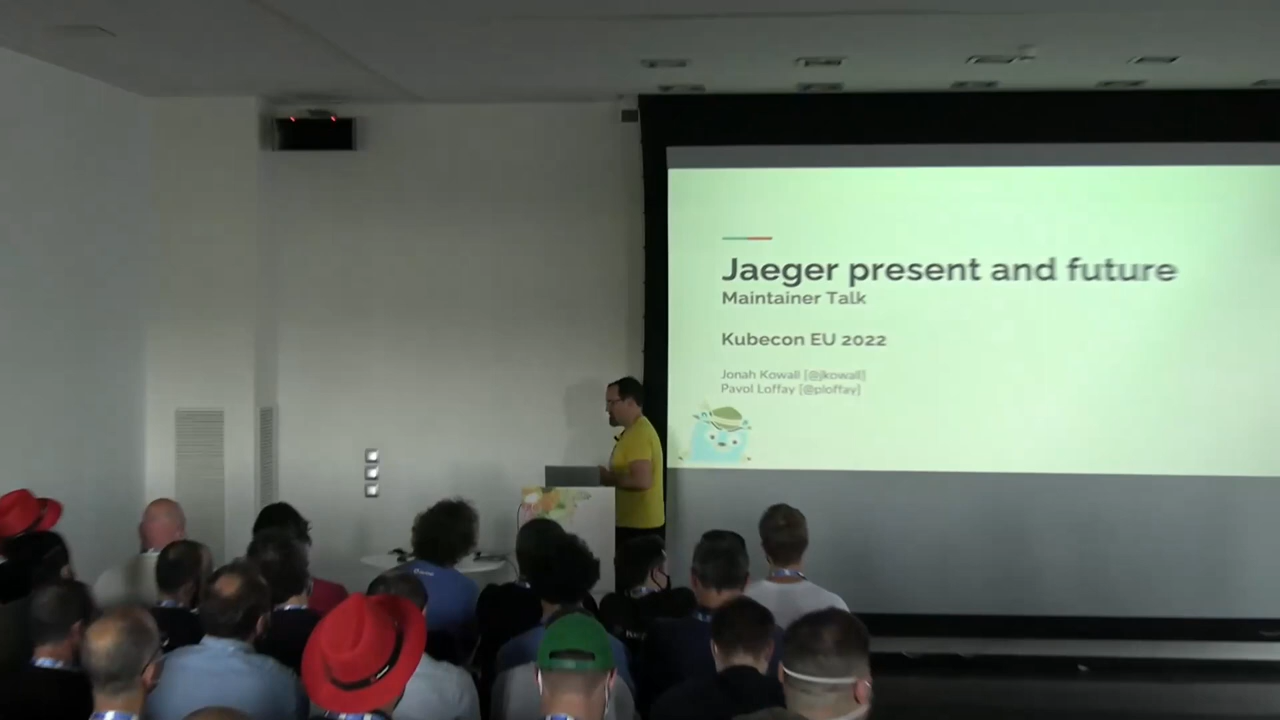 Jaeger present and future
Maintainer Talk
Kubecon EU 2022
Jonah Kowall [@jkowall]
Pavol Loffay [@ploffay]